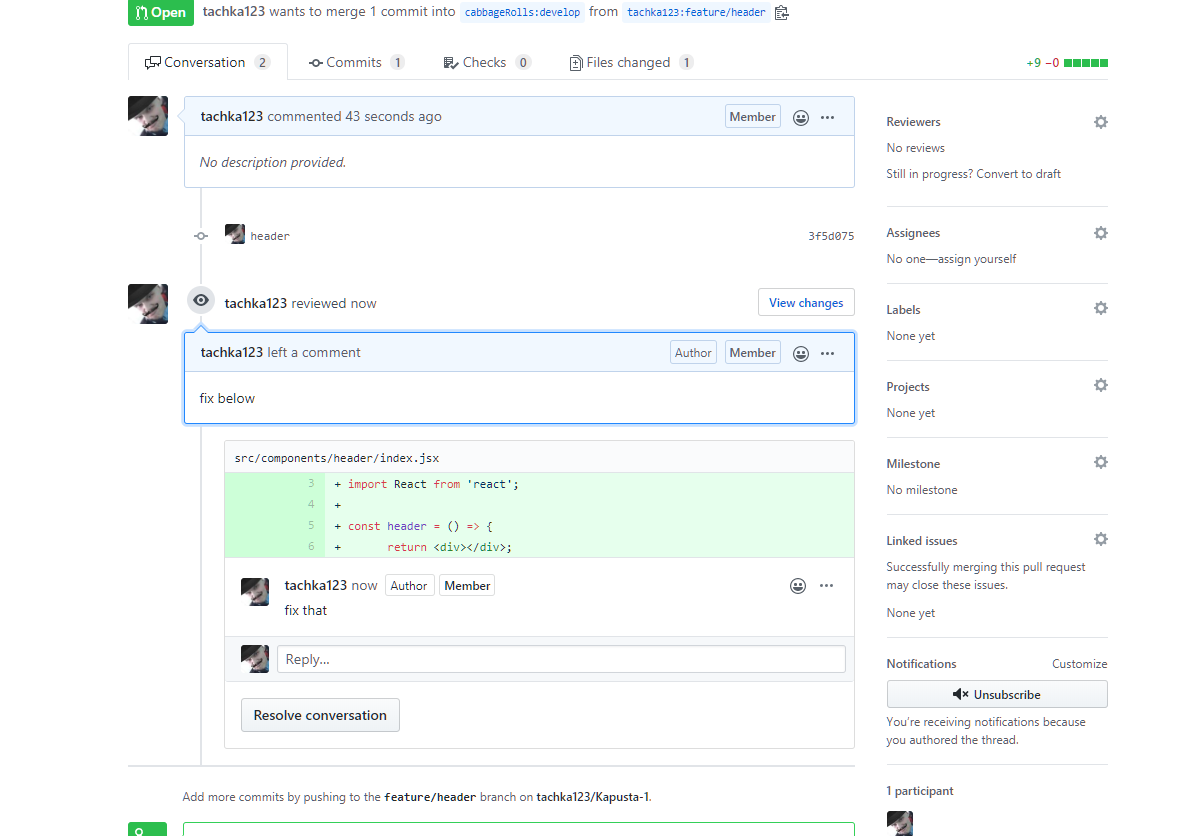 Open tachka123 wants to merge 1 commit into cabbageRolls:develop from tachka123:feature/header
Conversation 2 Commits 1 Checks 0 Files changed 1 +9 −0
tachka123 commented 43 seconds ago Member
No description provided.
header 3f5d075
tachka123 reviewed now View changes
tachka123 left a comment Author Member
fix below
src/components/header/index.jsx
3 + import React from 'react';
4 +
5 + const header = () => {
6 + return <div></div>;
tachka123 now Author Member
fix that
Reply...
Resolve conversation
Add more commits by pushing to the feature/header branch on tachka123/Kapusta-1.
Reviewers
No reviews
Still in progress? Convert to draft
Assignees
No one—assign yourself
Labels
None yet
Projects
None yet
Milestone
No milestone
Linked issues
Successfully merging this pull request
may close these issues.
None yet
Notifications Customize
Unsubscribe
You’re receiving notifications because
you authored the thread.
1 participant